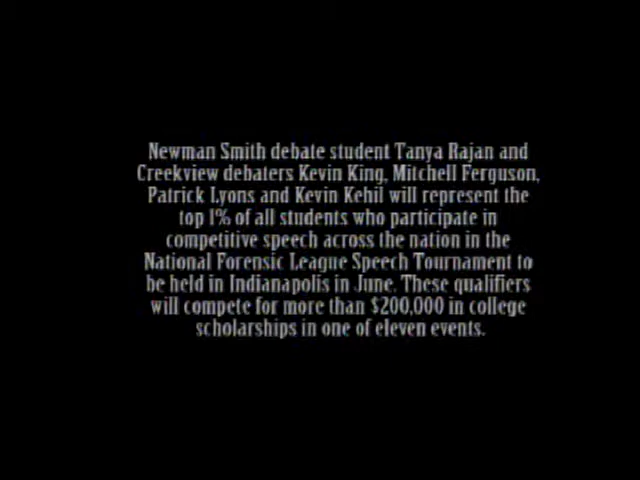 Newman Smith debate student Tanya Rajan and
Creekview debaters Kevin King, Mitchell Ferguson,
Patrick Lyons and Kevin Kehil will represent the
top 1% of all students who participate in
competitive speech across the nation in the
National Forensic League Speech Tournament to
be held in Indianapolis in June. These qualifiers
will compete for more than $200,000 in college
scholarships in one of eleven events.